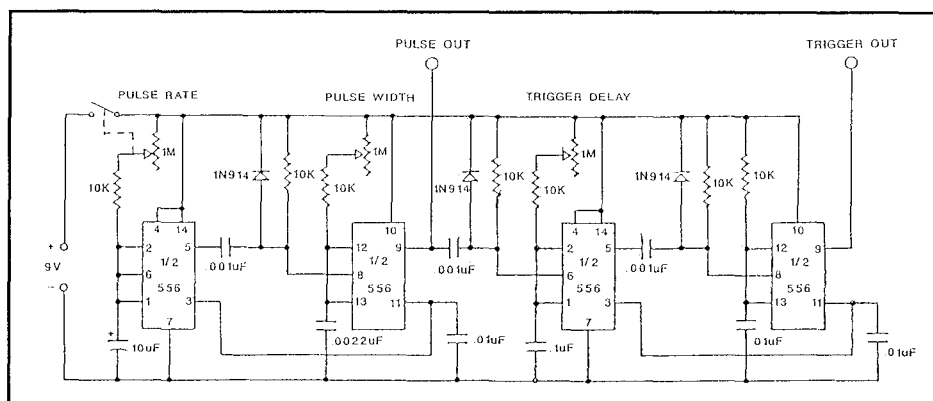 PULSE OUT
TRIGGER OUT
PULSE RATE
PULSE WIDTH
TRIGGER DELAY
1M
1M
1M
10K
1N914
10K
10K
1N914
10K
10K
1N914
10K
10K
4 14
10
4 14
10
2 5
12 9
2 5
12 9
1/2
1/2
1/2
1/2
.001uF
.001uF
.001uF
6
8
6
8
+
9V
-
556
556
556
556
1 3
13 11
1 3
13 11
7
7
+
10uF
.0022uF
.01uF
.1uF
.01uF
.01uF